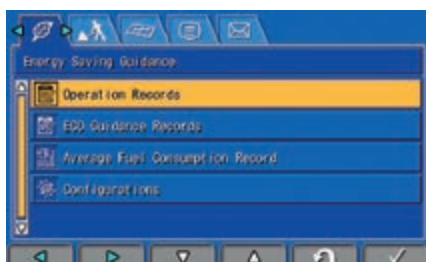 Energy Saving Guidance
Operation Records
ECO Guidance Records
Average Fuel Consumption Record
Configurations